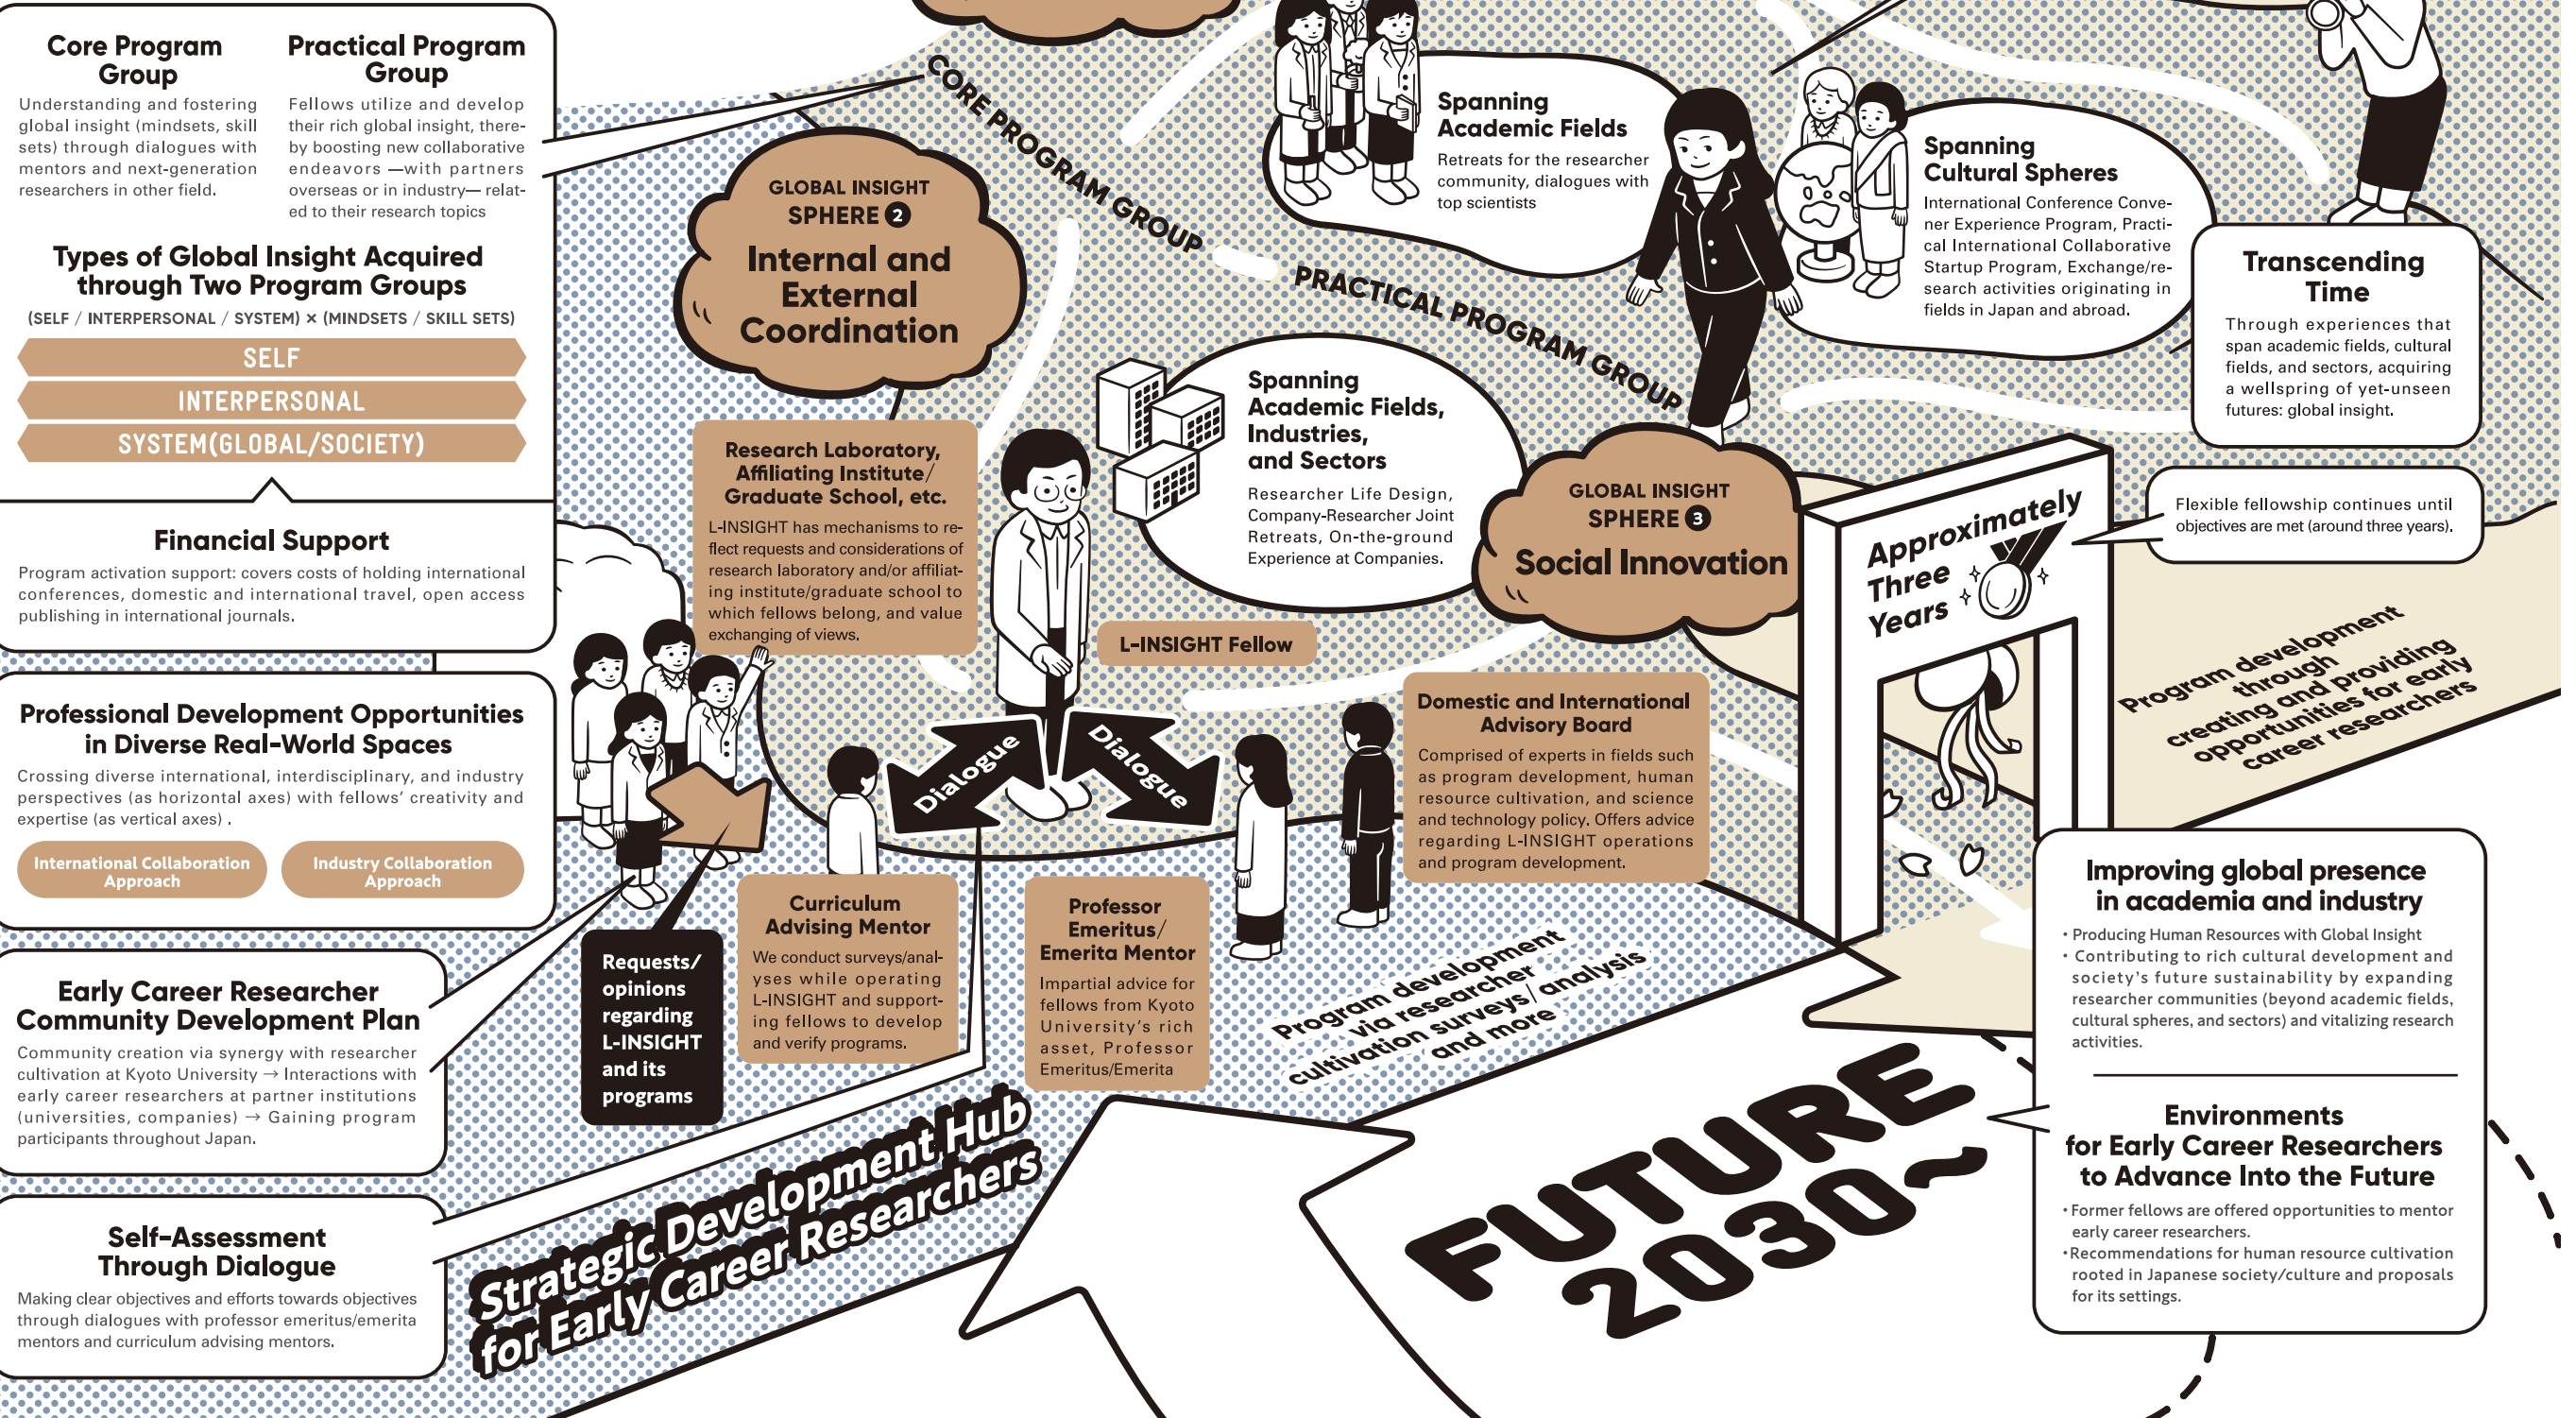 Core Program
Group
Understanding and fostering
global insight (mindsets, skill
sets) through dialogues with
mentors and next-generation
researchers in other field.
Practical Program
Group
Fellows utilize and develop
their rich global insight, there-
by boosting new collaborative
endeavors —with partners
overseas or in industry— relat-
ed to their research topics
Types of Global Insight Acquired
through Two Program Groups
(SELF / INTERPERSONAL / SYSTEM) × (MINDSETS / SKILL SETS)
SELF
INTERPERSONAL
SYSTEM(GLOBAL/SOCIETY)
Financial Support
Program activation support: covers costs of holding international
conferences, domestic and international travel, open access
publishing in international journals.
Professional Development Opportunities
in Diverse Real-World Spaces
Crossing diverse international, interdisciplinary, and industry
perspectives (as horizontal axes) with fellows' creativity and
expertise (as vertical axes) .
International Collaboration
Approach
Industry Collaboration
Approach
Early Career Researcher
Community Development Plan
Community creation via synergy with researcher
cultivation at Kyoto University → Interactions with
early career researchers at partner institutions
(universities, companies) → Gaining program
participants throughout Japan.
Self-Assessment
Through Dialogue
Making clear objectives and efforts towards objectives
through dialogues with professor emeritus/emerita
mentors and curriculum advising mentors.
CORE PROGRAM GROUP
PRACTICAL PROGRAM GROUP
GLOBAL INSIGHT
SPHERE 2
Internal and
External
Coordination
Research Laboratory,
Affiliating Institute/
Graduate School, etc.
L-INSIGHT has mechanisms to re-
flect requests and considerations of
research laboratory and/or affiliat-
ing institute/graduate school to
which fellows belong, and value
exchanging of views.
Spanning
Academic Fields
Retreats for the researcher
community, dialogues with
top scientists
Spanning
Cultural Spheres
International Conference Conve-
ner Experience Program, Practi-
cal International Collaborative
Startup Program, Exchange/re-
search activities originating in
fields in Japan and abroad.
Transcending
Time
Through experiences that
span academic fields, cultural
fields, and sectors, acquiring
a wellspring of yet-unseen
futures: global insight.
Spanning
Academic Fields,
Industries,
and Sectors
Researcher Life Design,
Company-Researcher Joint
Retreats, On-the-ground
Experience at Companies.
GLOBAL INSIGHT
SPHERE 3
Social Innovation
Approximately
Three
Years
Flexible fellowship continues until
objectives are met (around three years).
L-INSIGHT Fellow
Dialogue
Dialogue
Domestic and International
Advisory Board
Comprised of experts in fields such
as program development, human
resource cultivation, and science
and technology policy. Offers advice
regarding L-INSIGHT operations
and program development.
Program development
through
creating and providing
opportunities for early
career researchers
Requests/
opinions
regarding
L-INSIGHT
and its
programs
Curriculum
Advising Mentor
We conduct surveys/anal-
yses while operating
L-INSIGHT and support-
ing fellows to develop
and verify programs.
Professor
Emeritus/
Emerita Mentor
Impartial advice for
fellows from Kyoto
University's rich
asset, Professor
Emeritus/Emerita
Program development
via researcher
cultivation surveys/analysis
and more
Strategic Development Hub
for Early Career Researchers
FUTURE
2030~
Improving global presence
in academia and industry
• Producing Human Resources with Global Insight
• Contributing to rich cultural development and
society's future sustainability by expanding
researcher communities (beyond academic fields,
cultural spheres, and sectors) and vitalizing research
activities.
Environments
for Early Career Researchers
to Advance Into the Future
• Former fellows are offered opportunities to mentor
early career researchers.
• Recommendations for human resource cultivation
rooted in Japanese society/culture and proposals
for its settings.